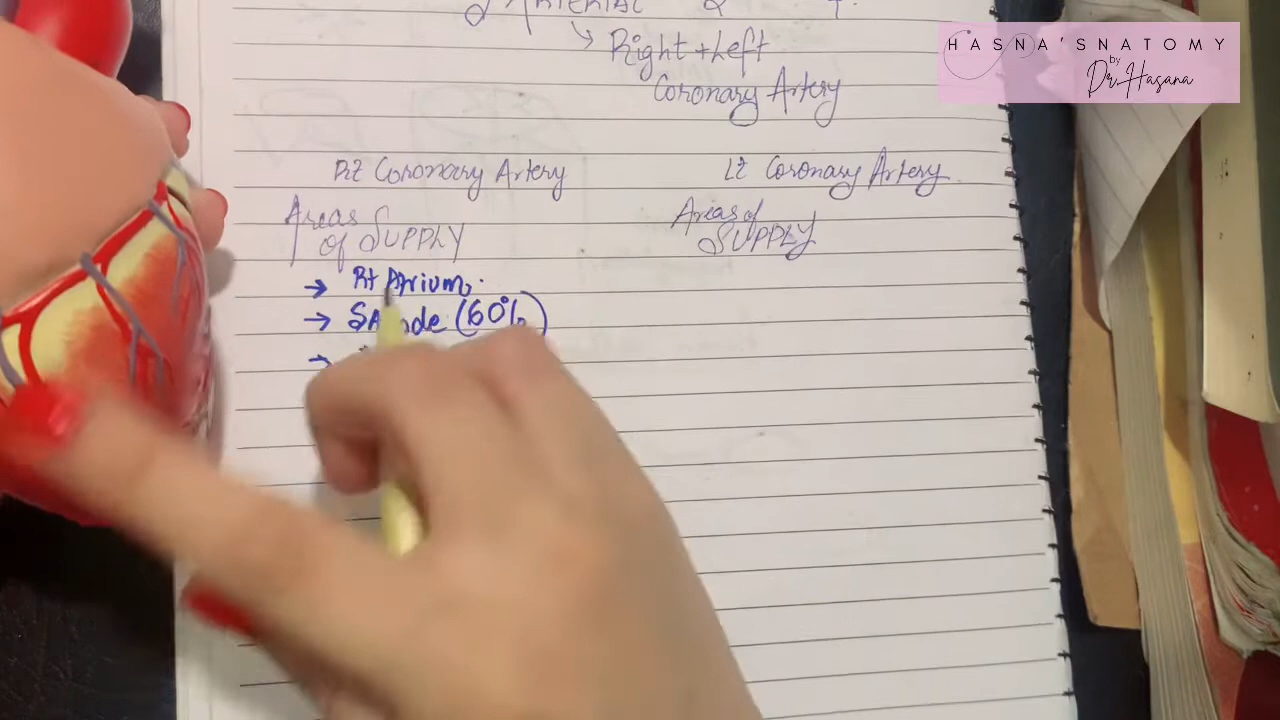 ARTERIAL &
Right + Left
Coronary Artery
HASNA'SNATOMY
by
Dr. Hasana
Rt Coronary Artery
Lt Coronary Artery
Areas of SUPPLY
Areas of SUPPLY
→ Rt Atrium.
→ SA node (60%)
→